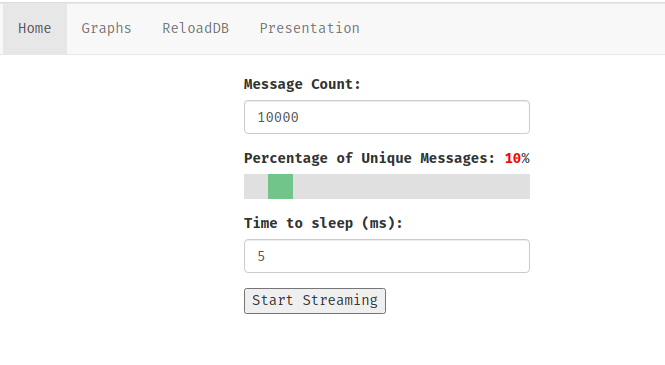 Home Graphs ReloadDB Presentation
Message Count:
10000
Percentage of Unique Messages: 10%
Time to sleep (ms):
5
Start Streaming